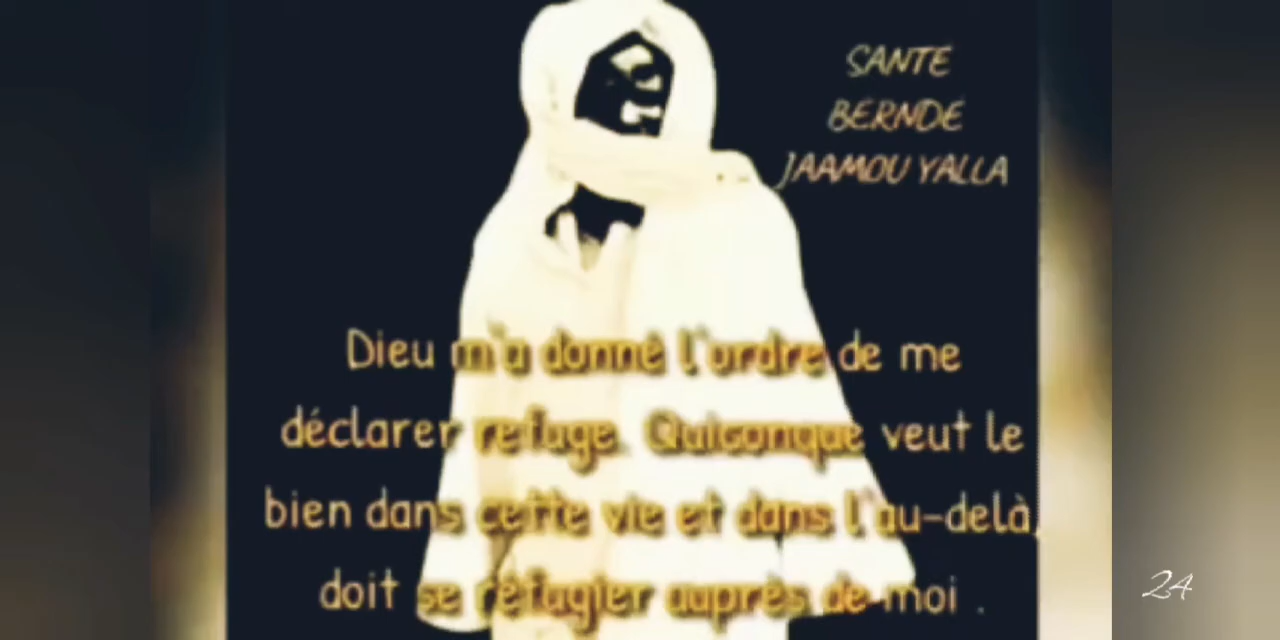 SANTE
BERNDE
JAAMOU YALLA
Dieu m'a donné l'ordre de me
déclarer refuge. Quiconque veut le
bien dans cette vie et dans l'au-delà,
doit se réfugier auprès de moi .
24